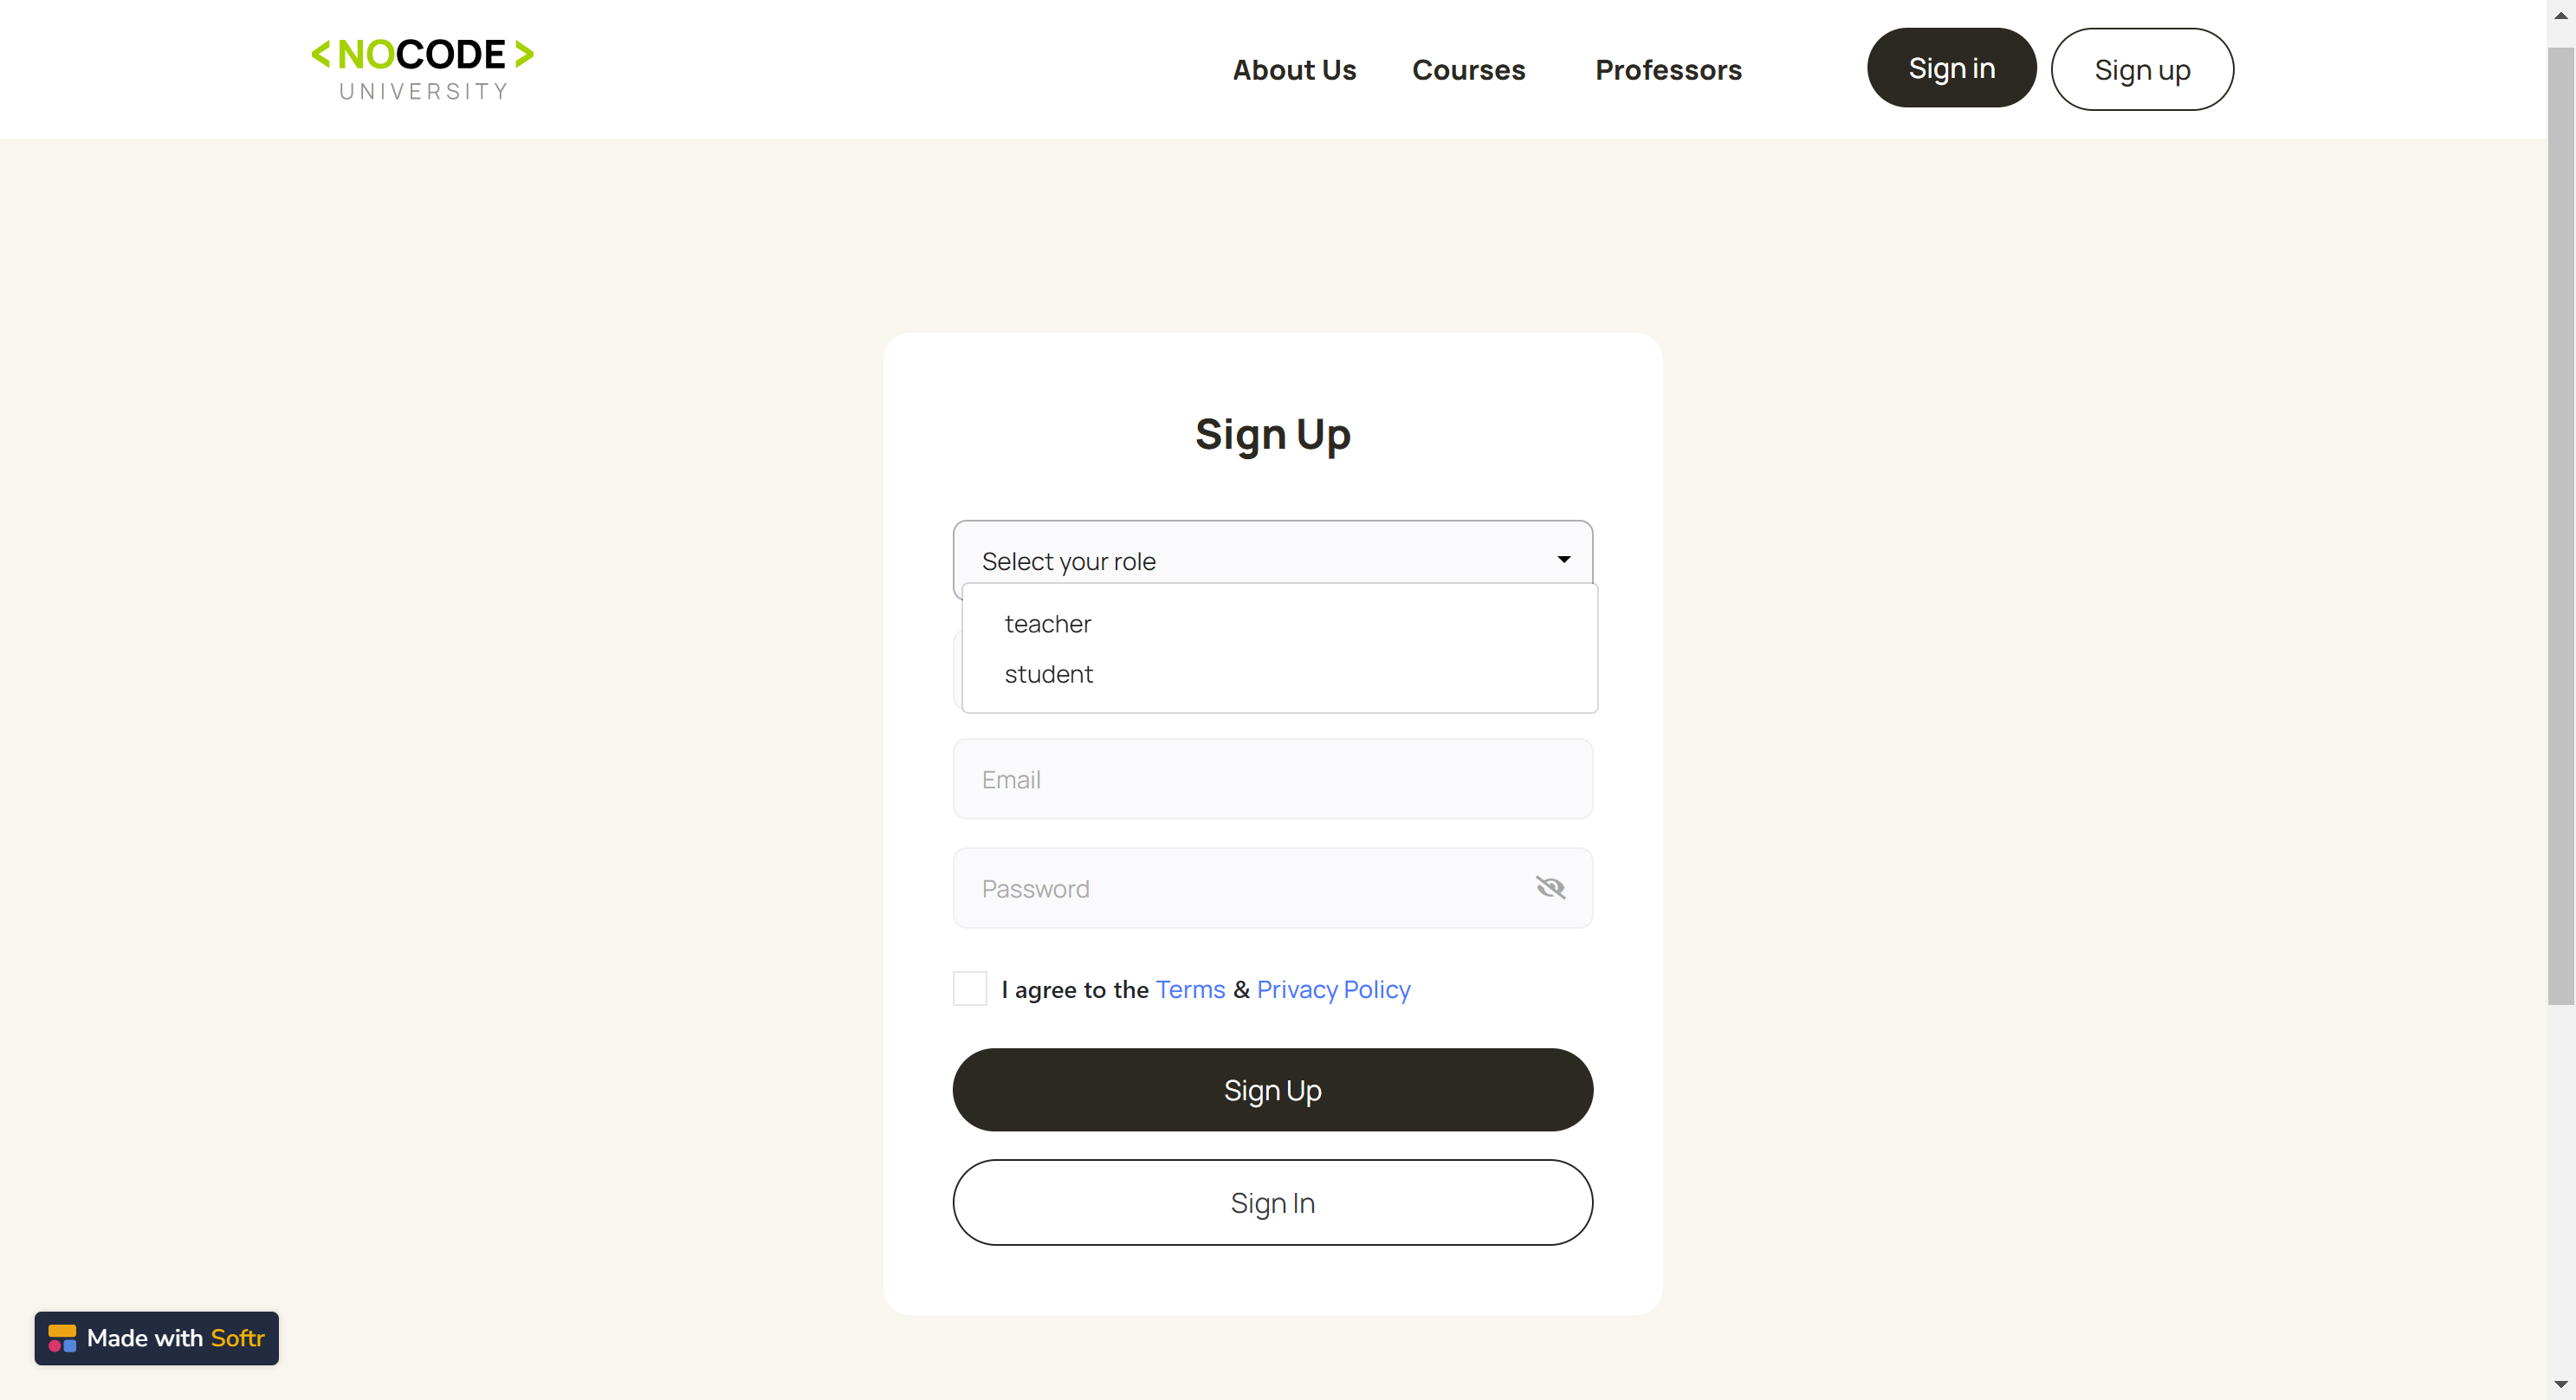 <NOCODE>
UNIVERSITY
About Us
Courses
Professors
Sign in
Sign up
Sign Up
Select your role
teacher
student
Email
Password
I agree to the Terms & Privacy Policy
Sign Up
Sign In
Made with Softr